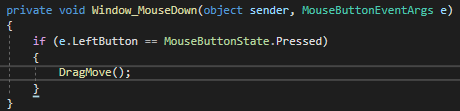 private void Window_MouseDown(object sender, MouseButtonEventArgs e)
{
    if (e.LeftButton == MouseButtonState.Pressed)
    {
        DragMove();
    }
}